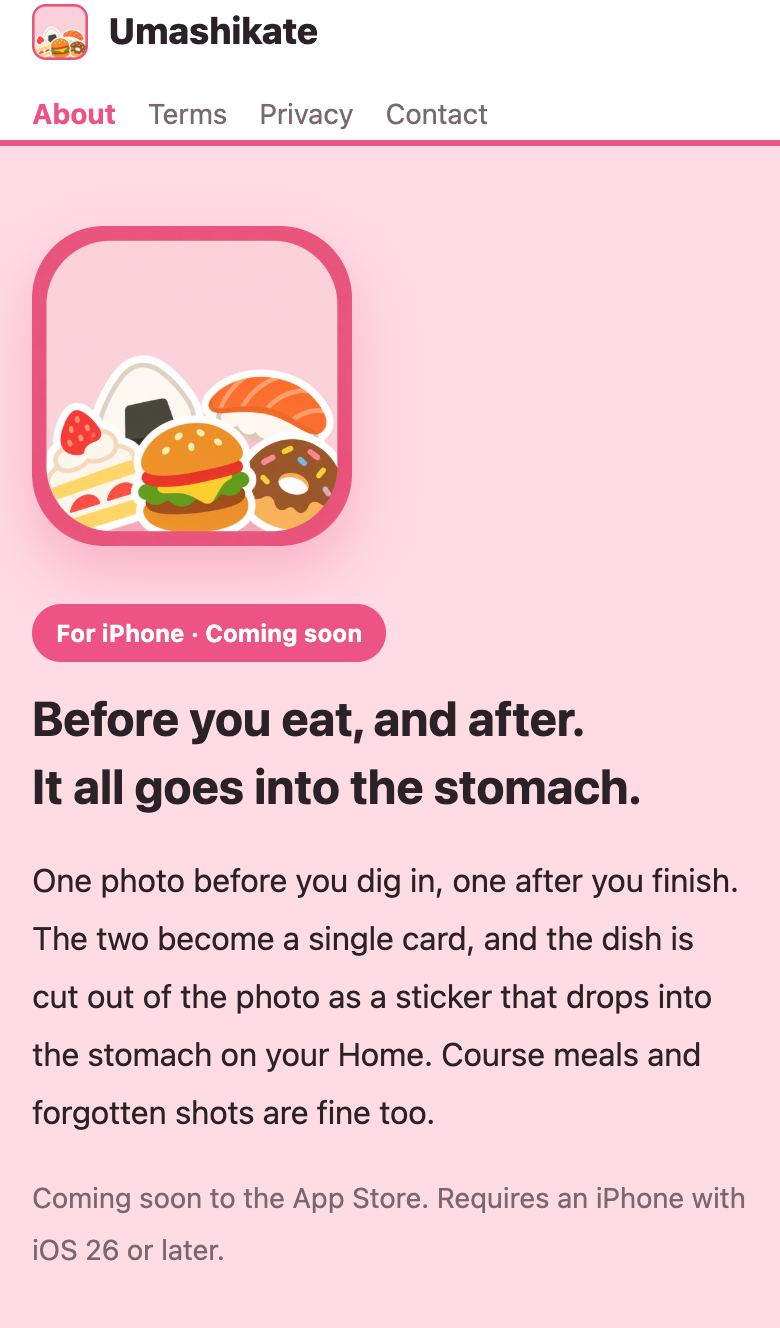 Umashikate
About Terms Privacy Contact
For iPhone · Coming soon
Before you eat, and after.
It all goes into the stomach.
One photo before you dig in, one after you finish.
The two become a single card, and the dish is
cut out of the photo as a sticker that drops into
the stomach on your Home. Course meals and
forgotten shots are fine too.
Coming soon to the App Store. Requires an iPhone with
iOS 26 or later.